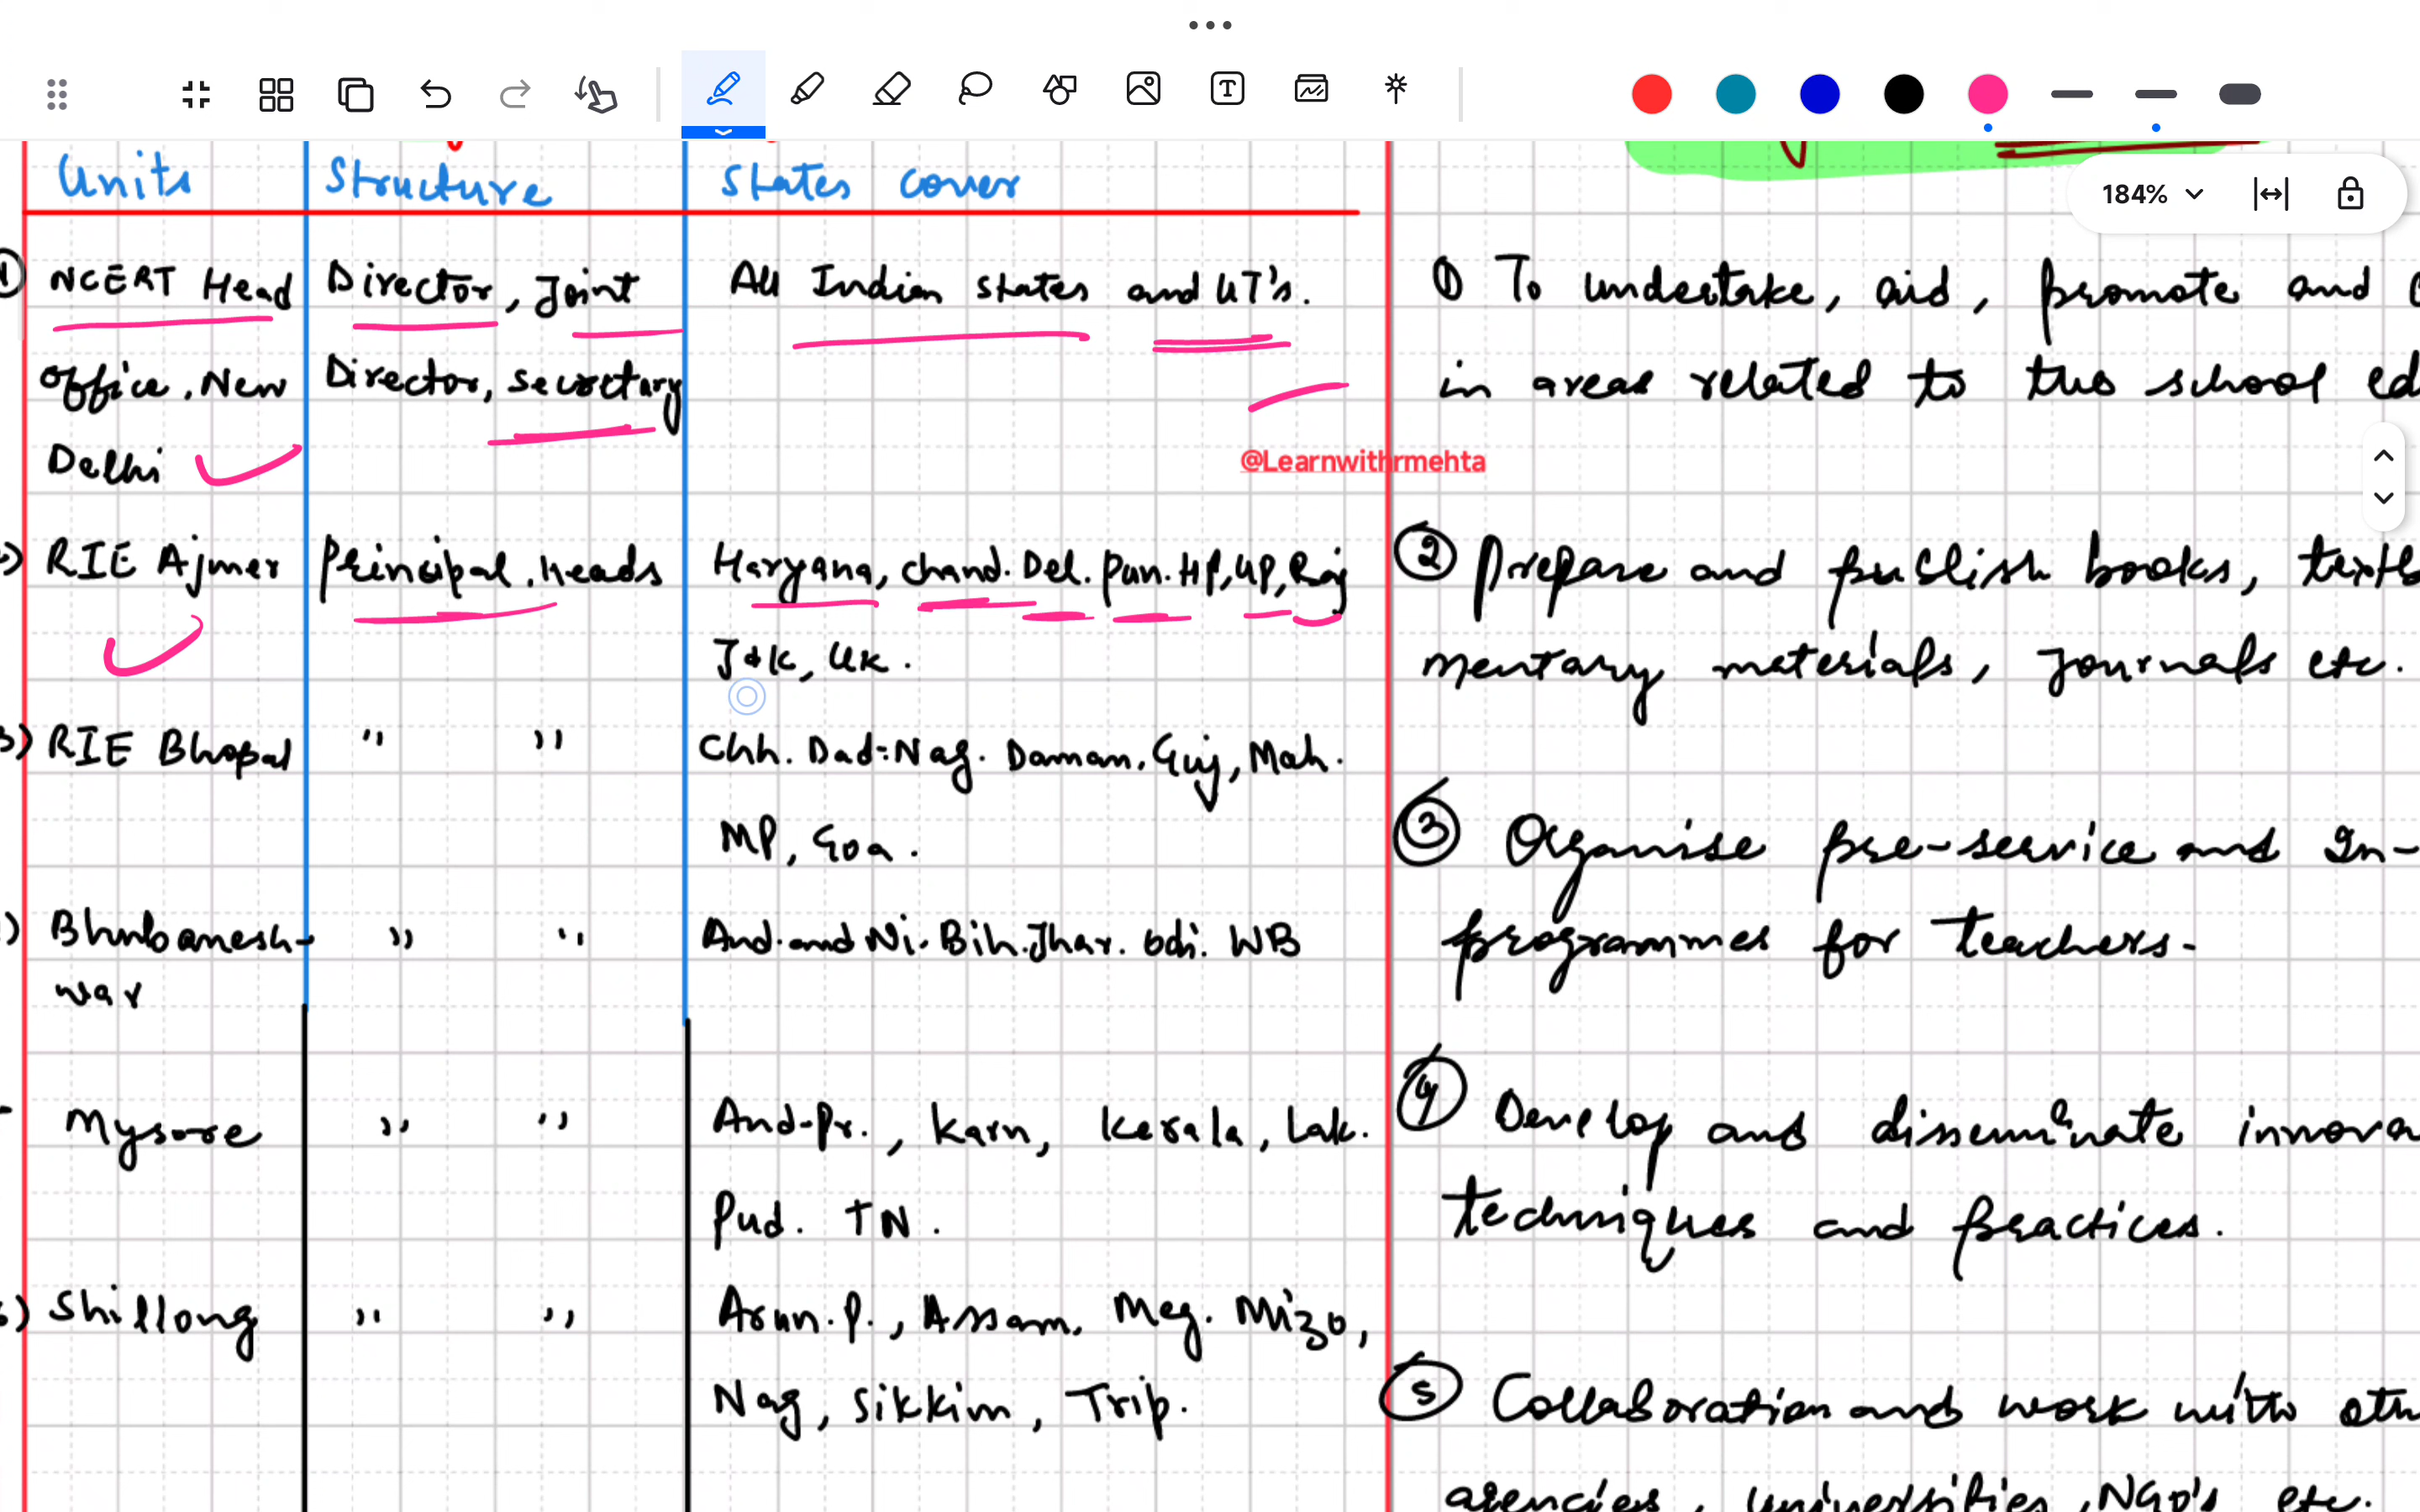 184%
Units Structure States cover
① NCERT Head Director, Joint All Indian states and UT's.
office, New Director, Secretary
Delhi
@Learnwithrmehta
RIE Ajmer Principal, Heads Haryana, Chand. Del. Pun. HP, UP, Raj
J&K, UK.
3) RIE Bhopal " " Chh. Dad-Nag. Daman. Guj, Mah.
MP, Goa.
Bhubanesh- " " And. and Ni. Bih. Jhar. Odi. WB
war
Mysore " " And-Pr., Karn, Kerala, Lak.
Pud. TN.
Shillong " " Arun. P., Assam, Meg. Mizo,
Nag, Sikkim, Trip.
① To undertake, aid, promote and
in areas related to the school ed
② Prepare and publish books, textb
mentary materials, Journals etc.
③ Organise pre-service and In-
programmes for teachers-
④ Develop and disseminate innova
techniques and practices.
⑤ Collaboration and work with oth
agencies, universities, NGO's etc.